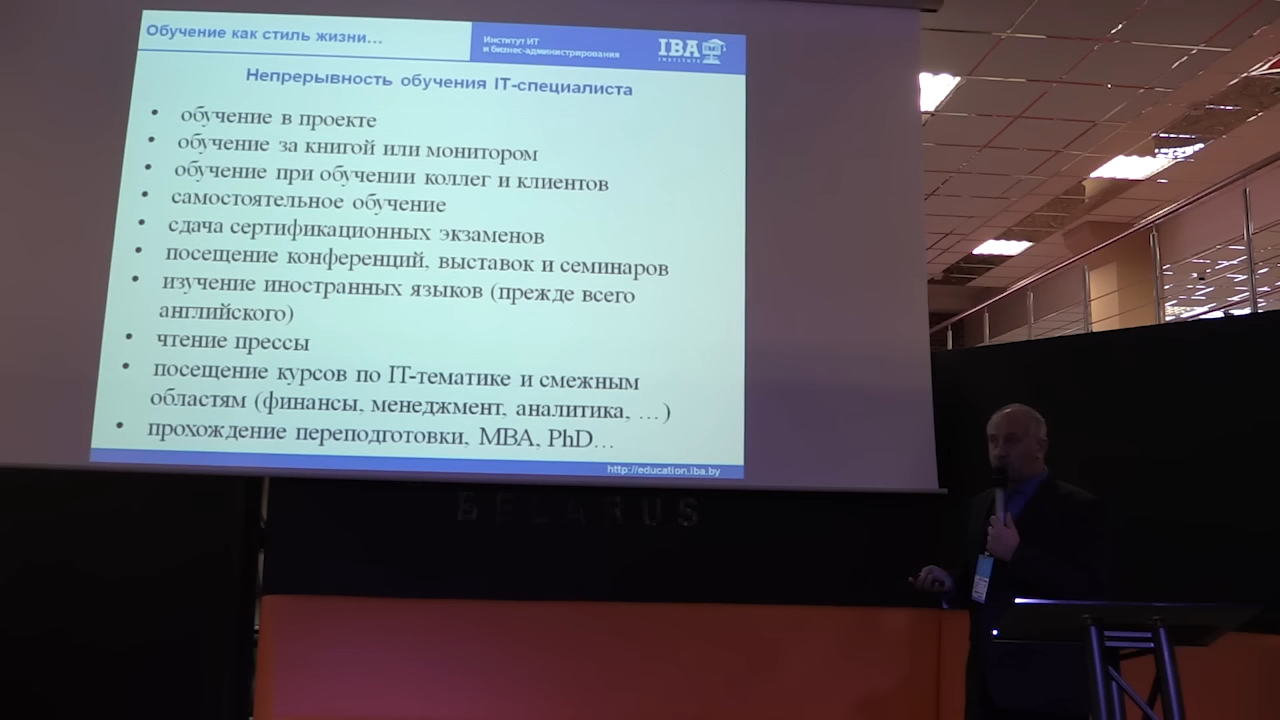 Обучение как стиль жизни...
Институт ИТ
и бизнес-администрирования
IBA
INSTITUTE
Непрерывность обучения IT-специалиста
• обучение в проекте
• обучение за книгой или монитором
• обучение при обучении коллег и клиентов
• самостоятельное обучение
• сдача сертификационных экзаменов
• посещение конференций, выставок и семинаров
• изучение иностранных языков (прежде всего
английского)
• чтение прессы
• посещение курсов по IT-тематике и смежным
областям (финансы, менеджмент, аналитика, …)
• прохождение переподготовки, MBA, PhD…
http://education.iba.by
BELARUS